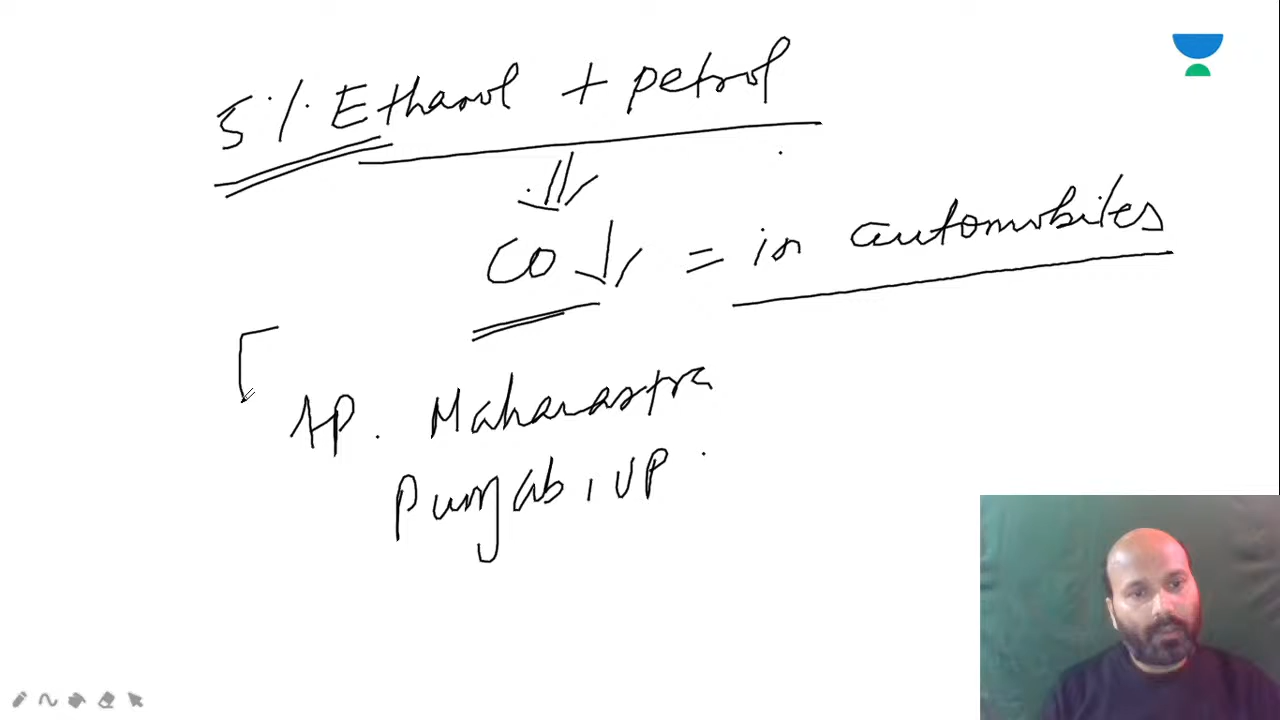 5% Ethanol + petrol
CO ↓ = in automobiles
AP. Maharastra
Punjab, UP.